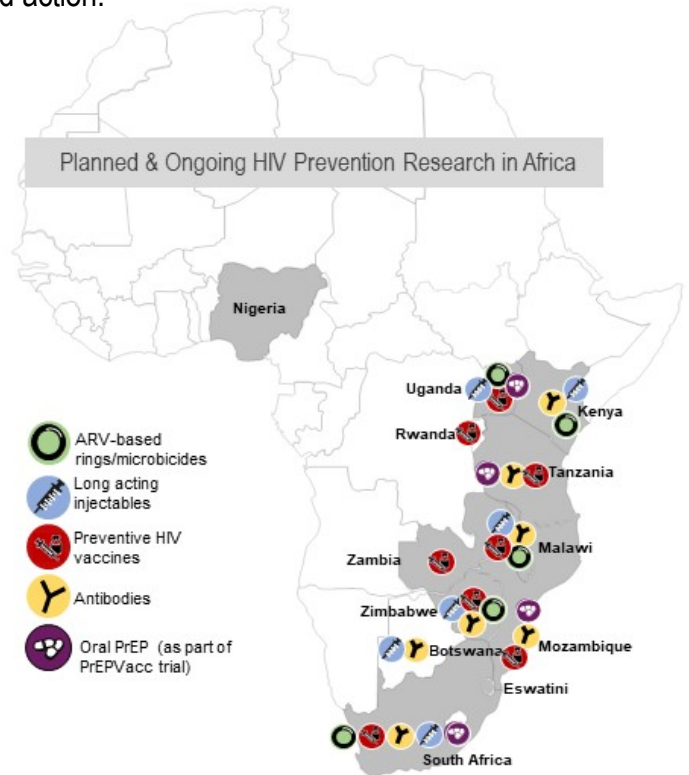 d action.
Planned & Ongoing HIV Prevention Research in Africa
Nigeria
Uganda
Kenya
Rwanda
Tanzania
Malawi
Zambia
Zimbabwe
Mozambique
Botswana
Eswatini
South Africa
ARV-based
rings/microbicides
Long acting
injectables
Preventive HIV
vaccines
Antibodies
Oral PrEP (as part of
PrEPVacc trial)